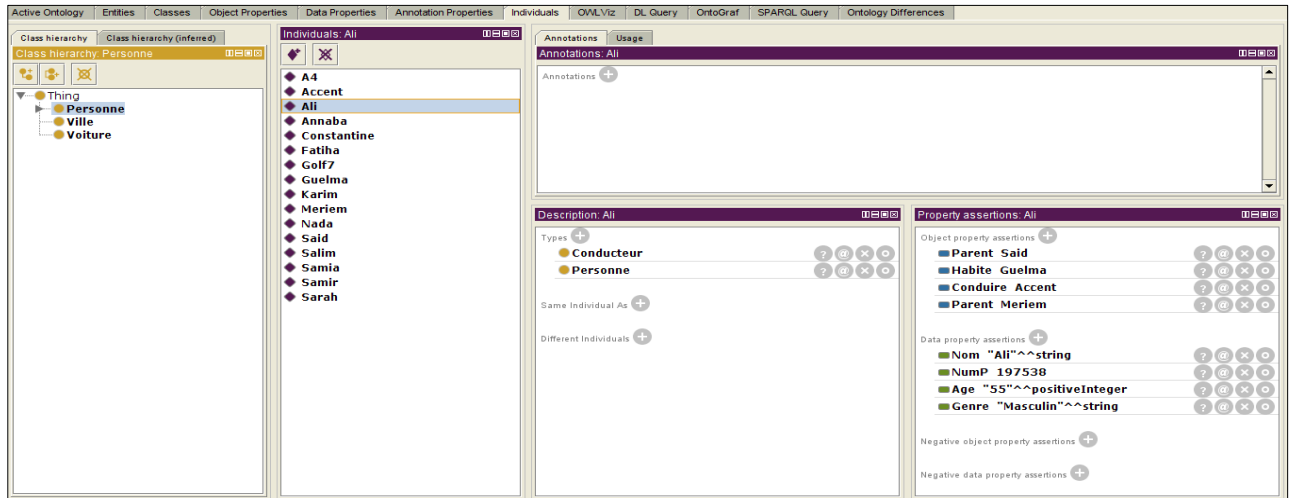 Active Ontology Entities Classes Object Properties Data Properties Annotation Properties Individuals OWLViz DL Query OntoGraf SPARQL Query Ontology Differences
Class hierarchy Class hierarchy (inferred)
Class hierarchy: Personne
Thing
Personne
Ville
Voiture
Individuals: Ali
A4
Accent
Ali
Annaba
Constantine
Fatiha
Golf7
Guelma
Karim
Meriem
Nada
Said
Salim
Samia
Samir
Sarah
Annotations Usage
Annotations: Ali
Annotations
Description: Ali
Types
Conducteur
Personne
Same Individual As
Different Individuals
Property assertions: Ali
Object property assertions
Parent Said
Habite Guelma
Conduire Accent
Parent Meriem
Data property assertions
Nom "Ali"^^string
NumP 197538
Age "55"^^positiveInteger
Genre "Masculin"^^string
Negative object property assertions
Negative data property assertions